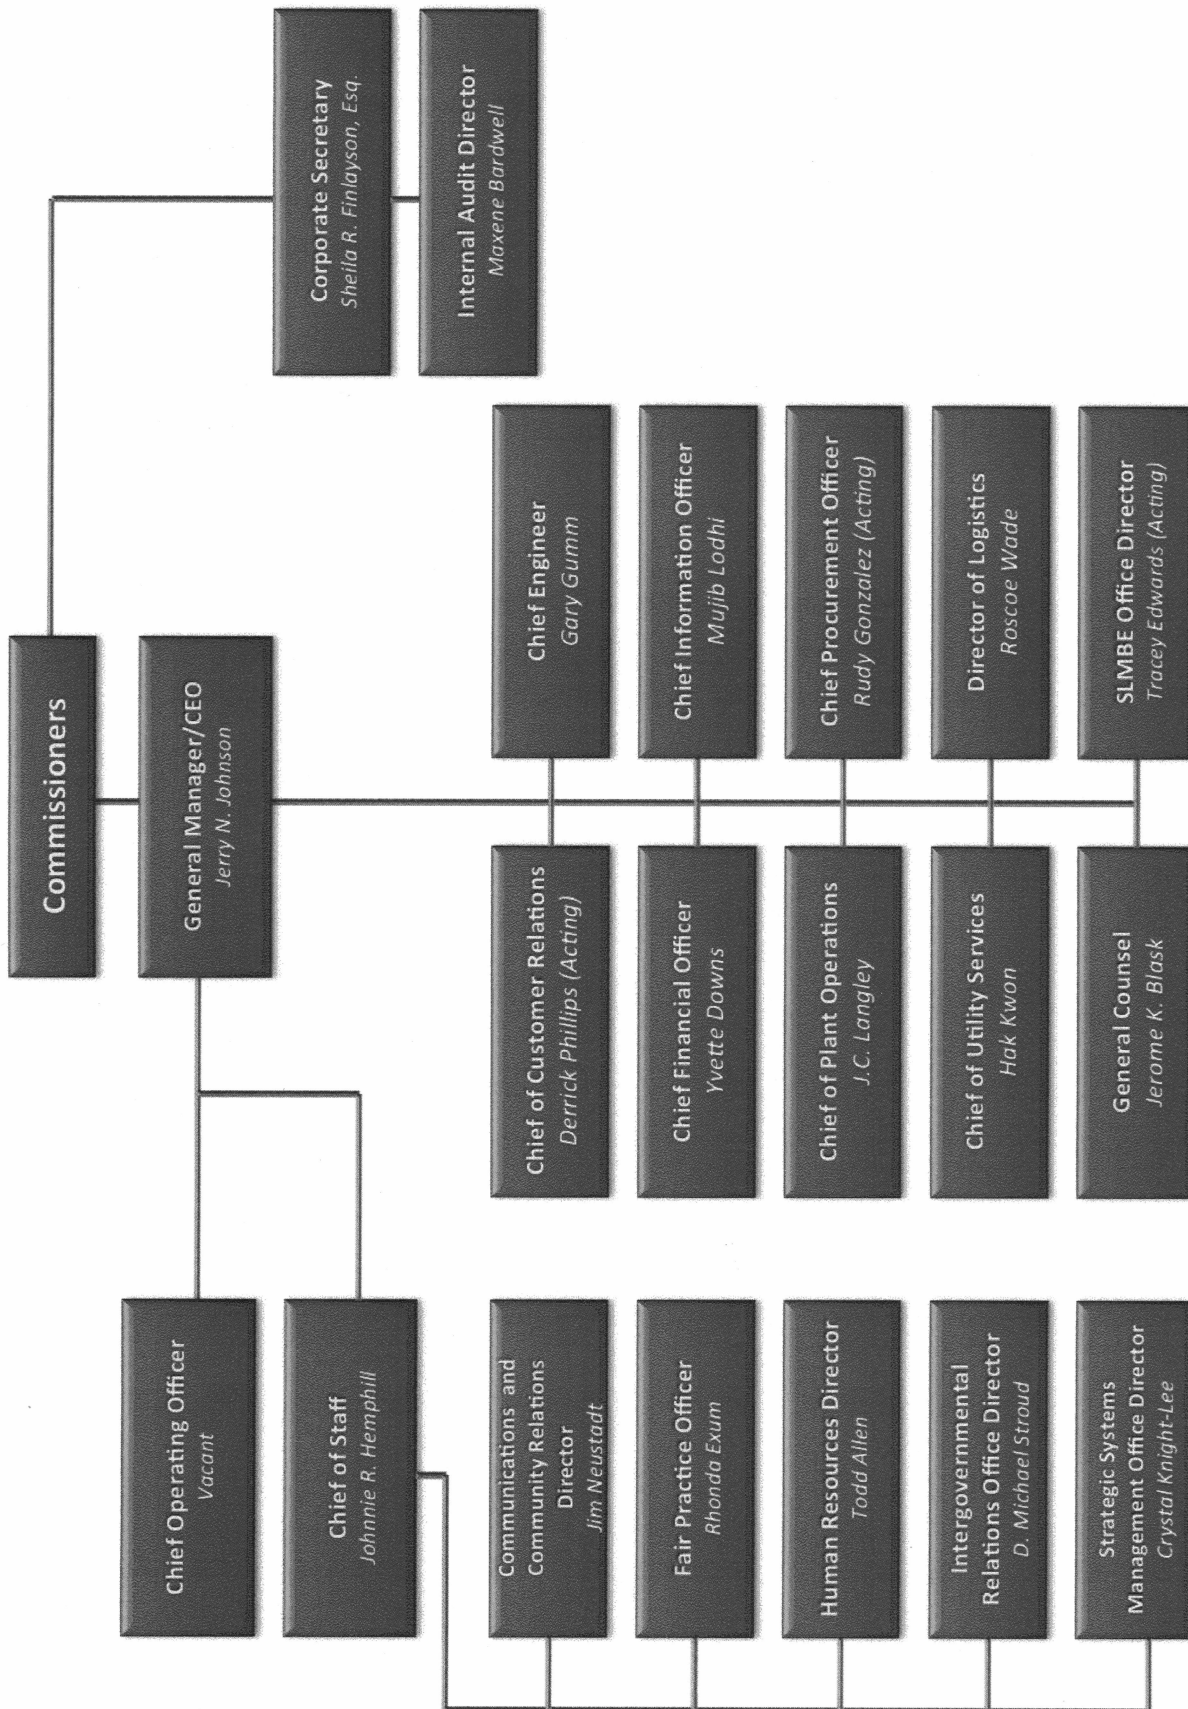 Commissioners
General Manager/CEO
Jerry N. Johnson
Corporate Secretary
Sheila R. Finlayson, Esq.
Internal Audit Director
Maxene Bardwell
Chief Operating Officer
Vacant
Chief of Staff
Johnnie R. Hemphill
Communications and
Community Relations
Director
Jim Neustadt
Fair Practice Officer
Rhonda Exum
Human Resources Director
Todd Allen
Intergovernmental
Relations Office Director
D. Michael Stroud
Strategic Systems
Management Office Director
Crystal Knight-Lee
Chief of Customer Relations
Derrick Phillips (Acting)
Chief Financial Officer
Yvette Downs
Chief of Plant Operations
J.C. Langley
Chief of Utility Services
Hak Kwon
General Counsel
Jerome K. Blask
Chief Engineer
Gary Gumm
Chief Information Officer
Mujib Lodhi
Chief Procurement Officer
Rudy Gonzalez (Acting)
Director of Logistics
Roscoe Wade
SLMBE Office Director
Tracey Edwards (Acting)